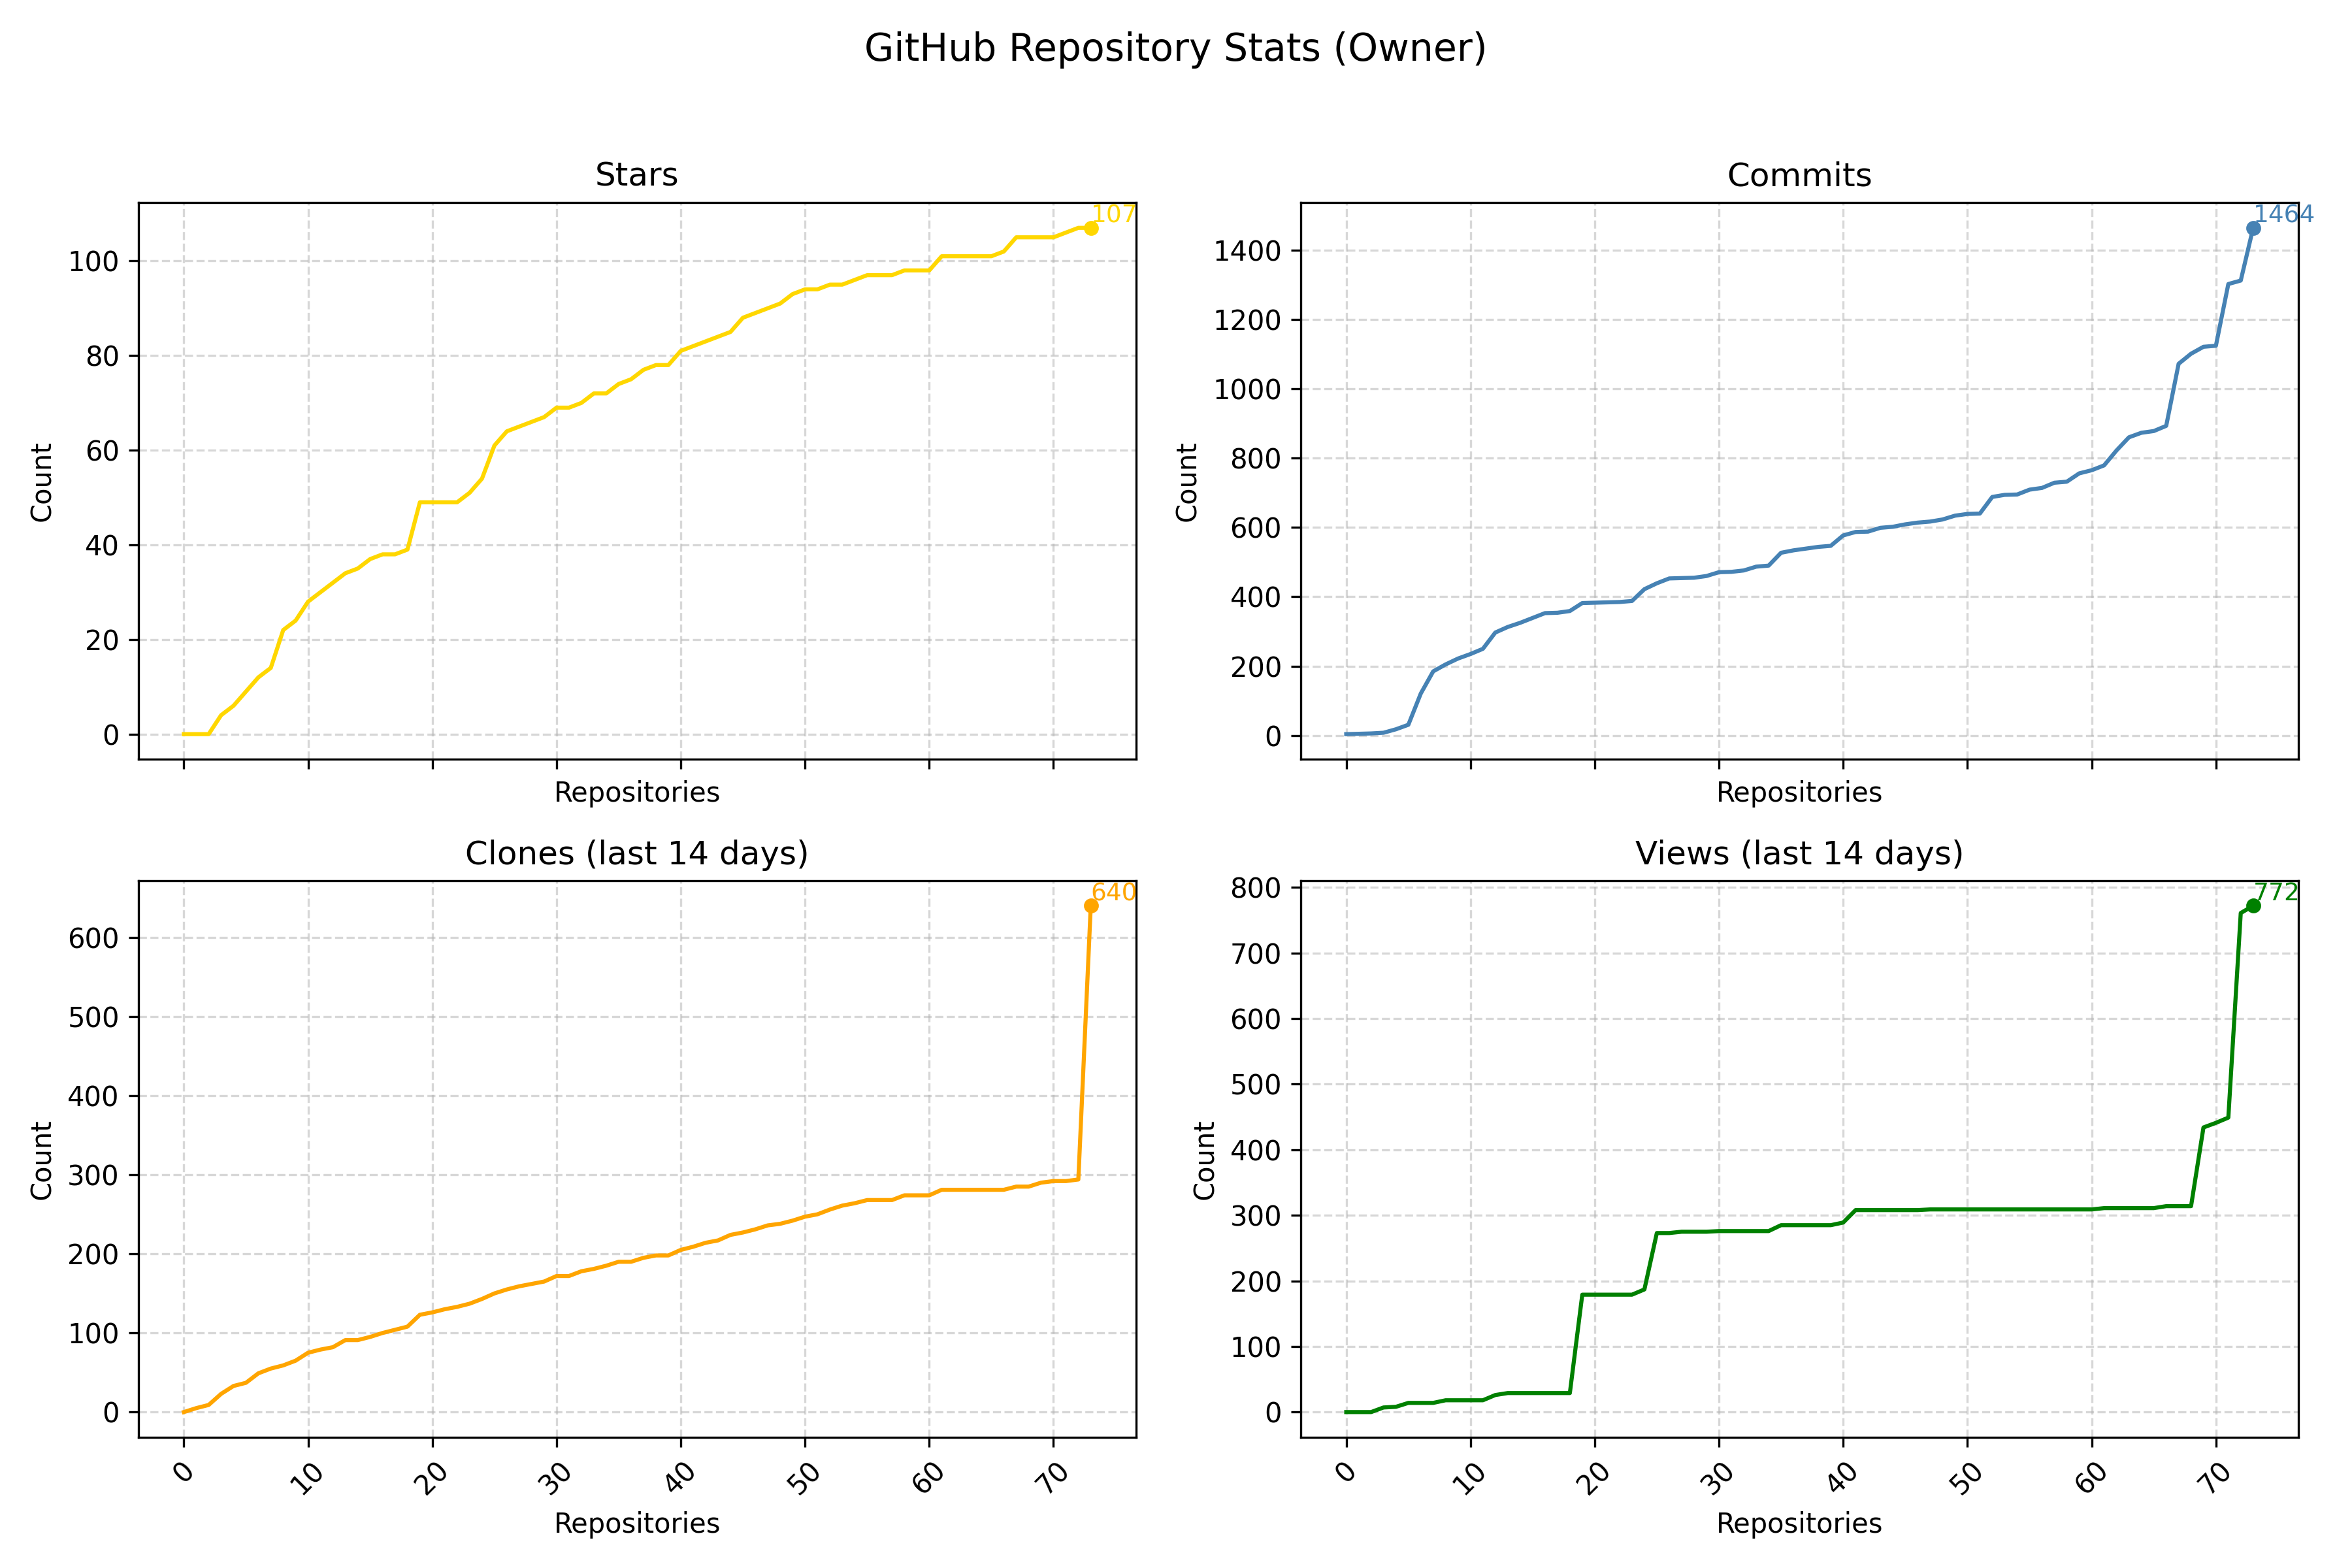 GitHub Repository Stats (Owner)
Stars
107
100
80
60
40
20
0
Count
Repositories
Commits
1464
1400
1200
1000
800
600
400
200
0
Count
Repositories
Clones (last 14 days)
640
600
500
400
300
200
100
0
Count
0 10 20 30 40 50 60 70
Repositories
Views (last 14 days)
772
800
700
600
500
400
300
200
100
0
Count
0 10 20 30 40 50 60 70
Repositories